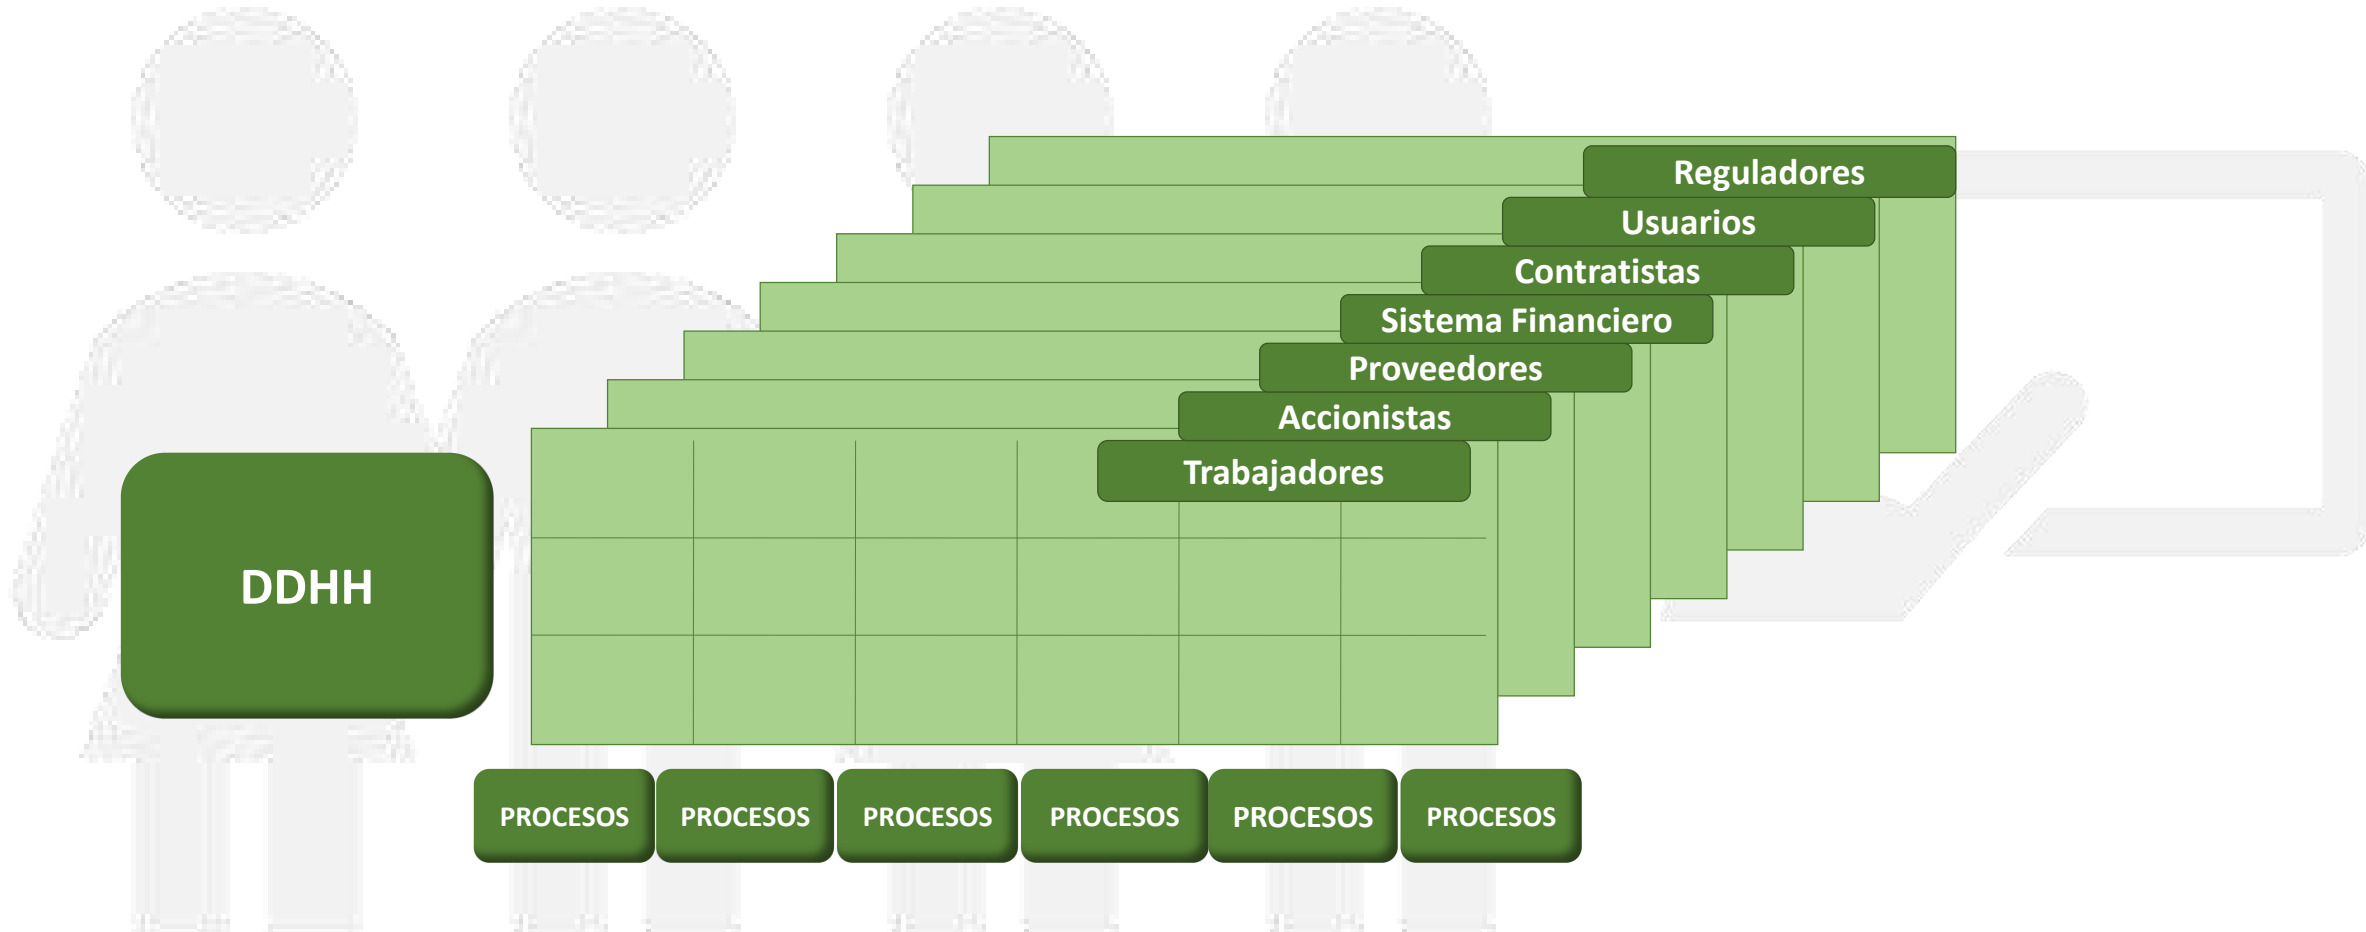 Reguladores
Usuarios
Contratistas
Sistema Financiero
Proveedores
Accionistas
Trabajadores
DDHH
PROCESOS PROCESOS PROCESOS PROCESOS PROCESOS PROCESOS